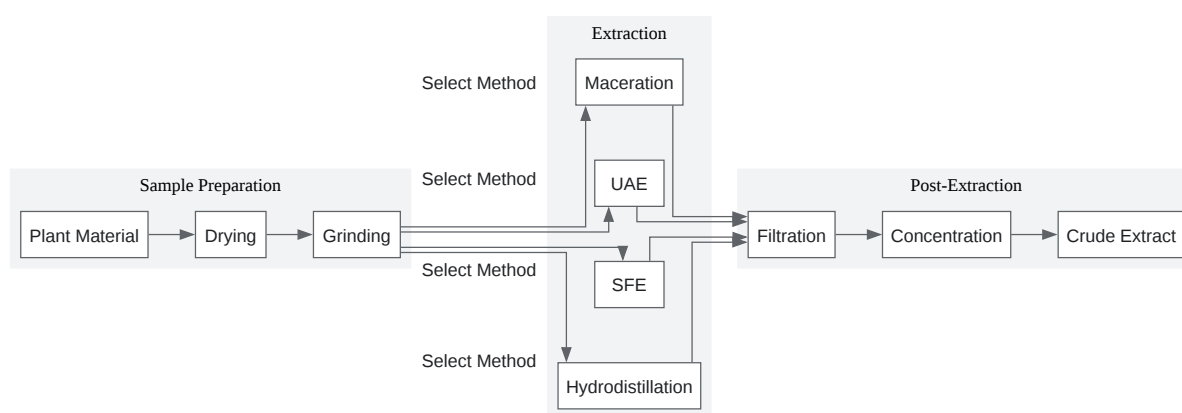 Extraction
Select Method
Maceration
Select Method
UAE
Sample Preparation
Post-Extraction
Plant Material
Drying
Grinding
Filtration
Concentration
Crude Extract
Select Method
SFE
Select Method
Hydrodistillation